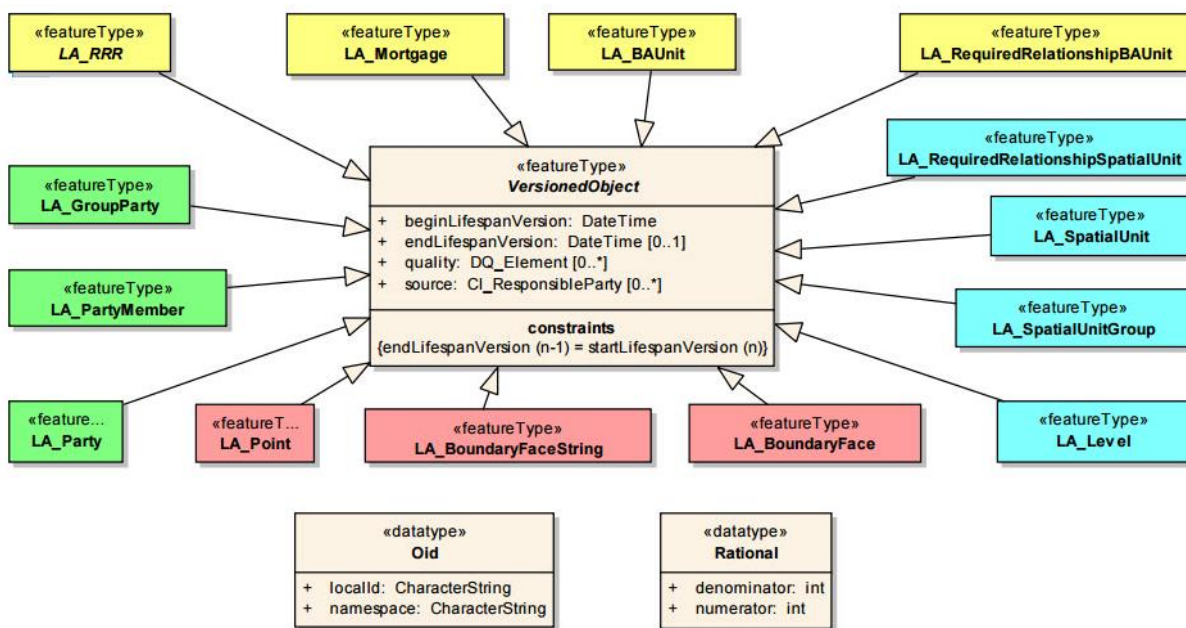 «featureType»
LA_RRR
«featureType»
LA_Mortgage
«featureType»
LA_BAUnit
«featureType»
LA_RequiredRelationshipBAUnit
«featureType»
LA_RequiredRelationshipSpatialUnit
«featureType»
VersionedObject
+ beginLifespanVersion: DateTime
+ endLifespanVersion: DateTime [0..1]
+ quality: DQ_Element [0..*]
+ source: CI_ResponsibleParty [0..*]
constraints
{endLifespanVersion (n-1) = startLifespanVersion (n)}
«featureType»
LA_GroupParty
«featureType»
LA_SpatialUnit
«featureType»
LA_PartyMember
«featureType»
LA_SpatialUnitGroup
«feature...
LA_Party
«featureT...
LA_Point
«featureType»
LA_BoundaryFaceString
«featureType»
LA_BoundaryFace
«featureType»
LA_Level
«datatype»
Oid
+ localId: CharacterString
+ namespace: CharacterString
«datatype»
Rational
+ denominator: int
+ numerator: int